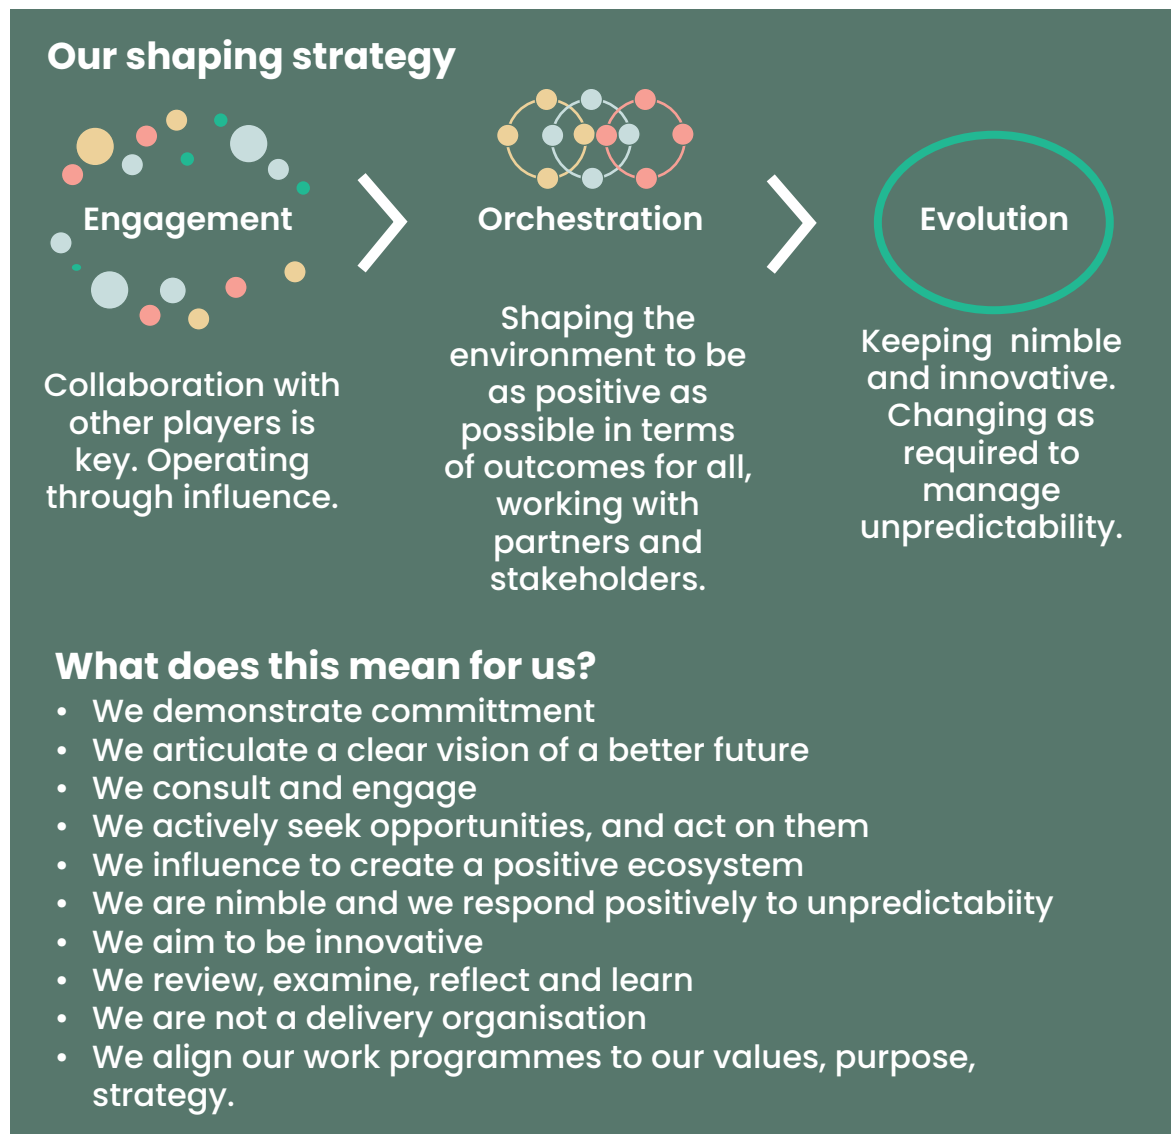 Our shaping strategy
Engagement
Collaboration with
other players is
key. Operating
through influence.
Orchestration
Shaping the
environment to be
as positive as
possible in terms
of outcomes for all,
working with
partners and
stakeholders.
Evolution
Keeping  nimble
and innovative.
Changing as
required to
manage
unpredictability.
What does this mean for us?
• We demonstrate committment
• We articulate a clear vision of a better future
• We consult and engage
• We actively seek opportunities, and act on them
• We influence to create a positive ecosystem
• We are nimble and we respond positively to unpredictabiity
• We aim to be innovative
• We review, examine, reflect and learn
• We are not a delivery organisation
• We align our work programmes to our values, purpose,
strategy.